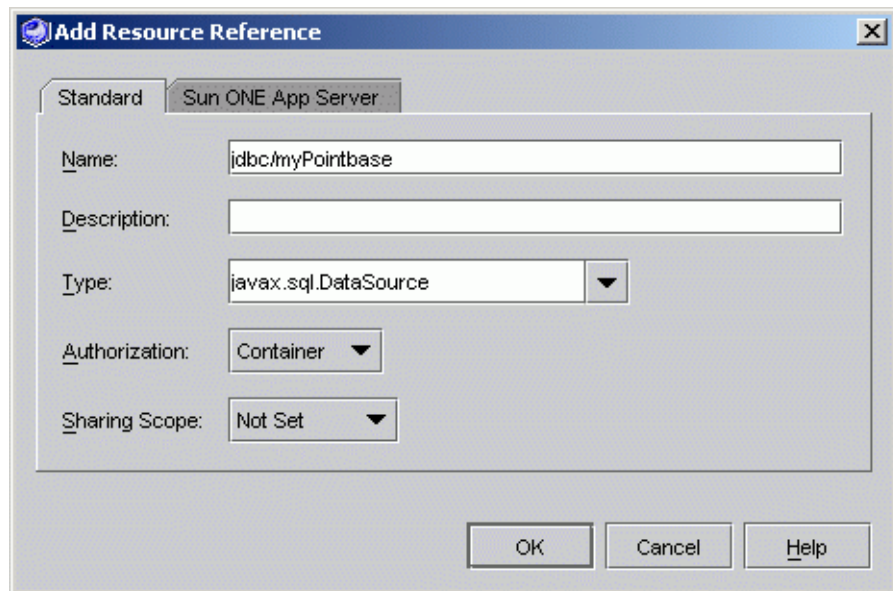 Add Resource Reference
Standard Sun ONE App Server
Name: jdbc/myPointbase
Description:
Type: javax.sql.DataSource
Authorization: Container
Sharing Scope: Not Set
OK Cancel Help